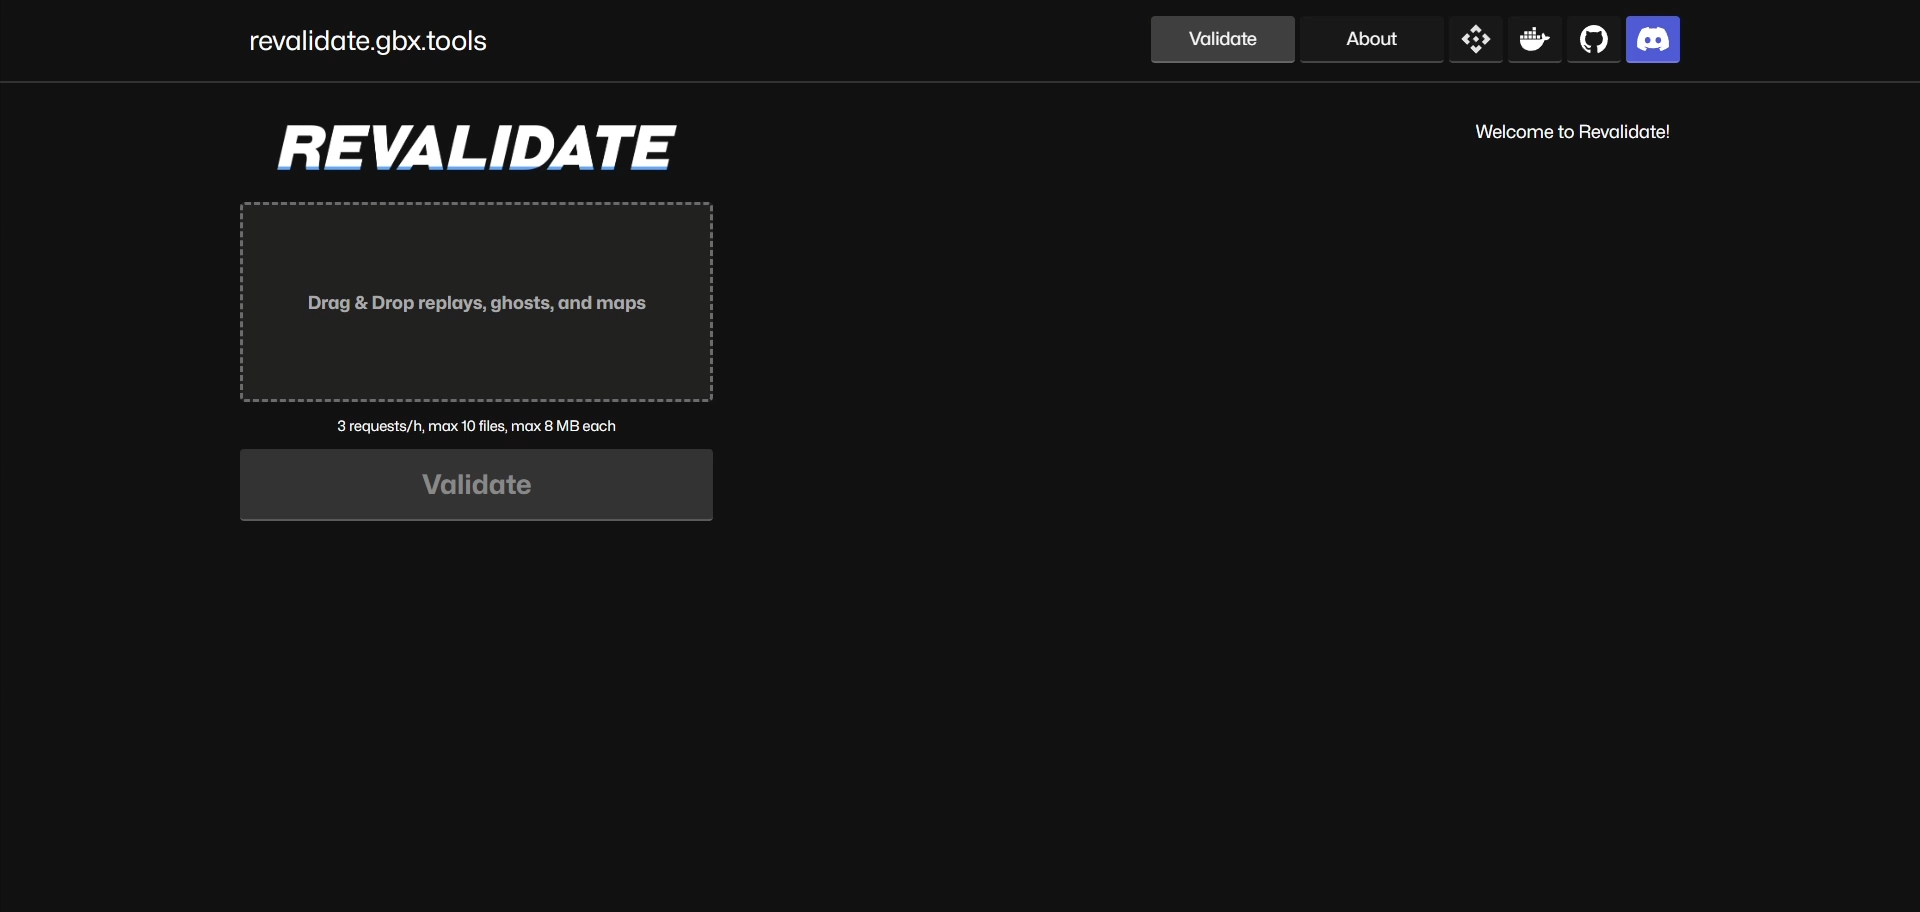 revalidate.gbx.tools
Validate
About
REVALIDATE
Welcome to Revalidate!
Drag & Drop replays, ghosts, and maps
3 requests/h, max 10 files, max 8 MB each
Validate